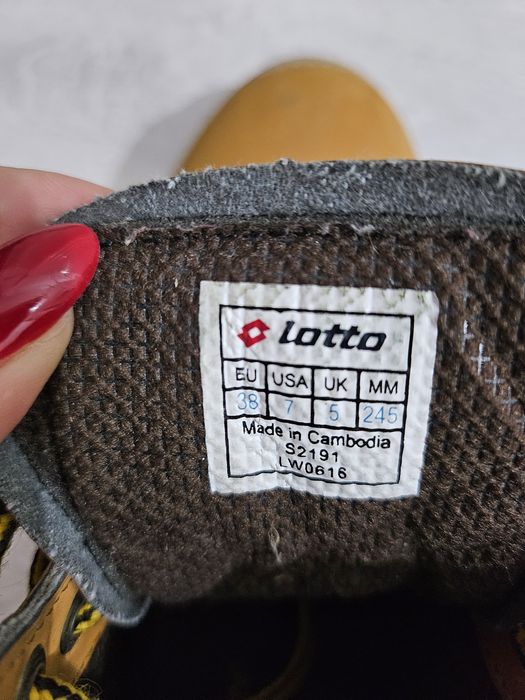 lotto
EU USA UK MM
38 7 5 245
Made in Cambodia
S2191
LW0616